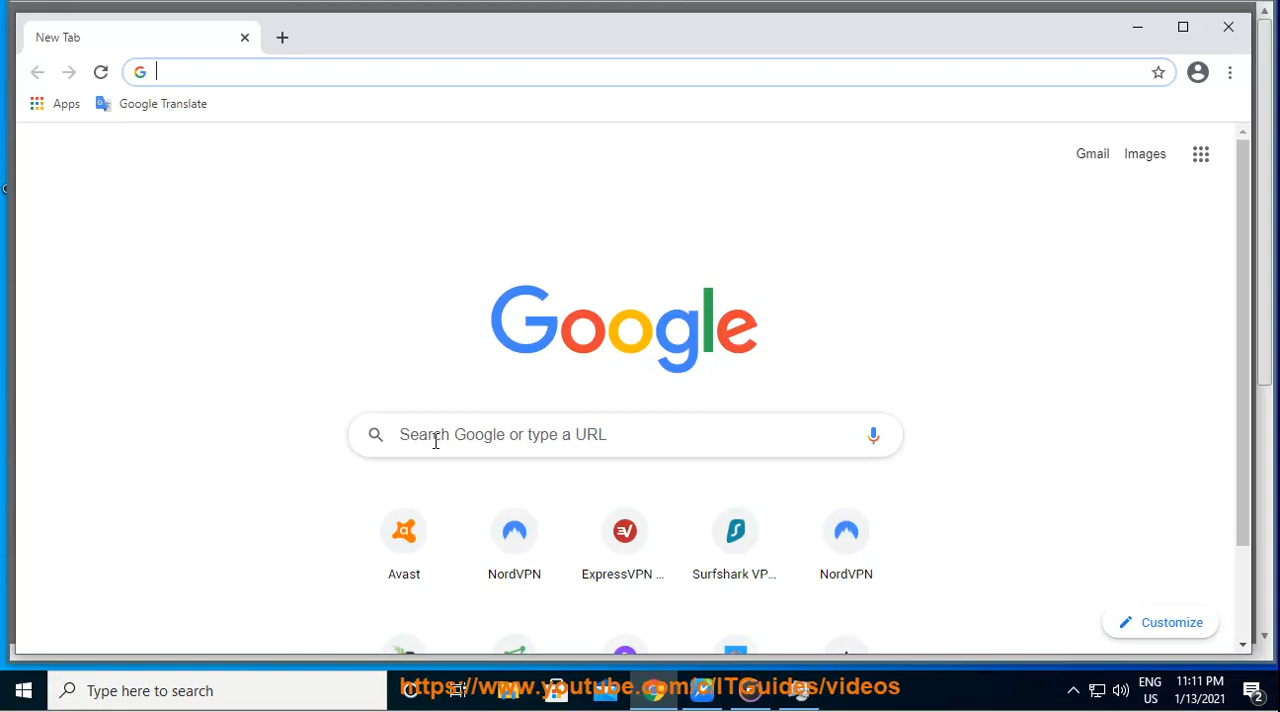 New Tab
Apps
Google Translate
Gmail
Images
Google
Search Google or type a URL
Avast
NordVPN
ExpressVPN ...
Surfshark VP...
NordVPN
Customize
Type here to search
https://www.youtube.com/c/ITGuides/videos
ENG
US
11:11 PM
1/13/2021
2